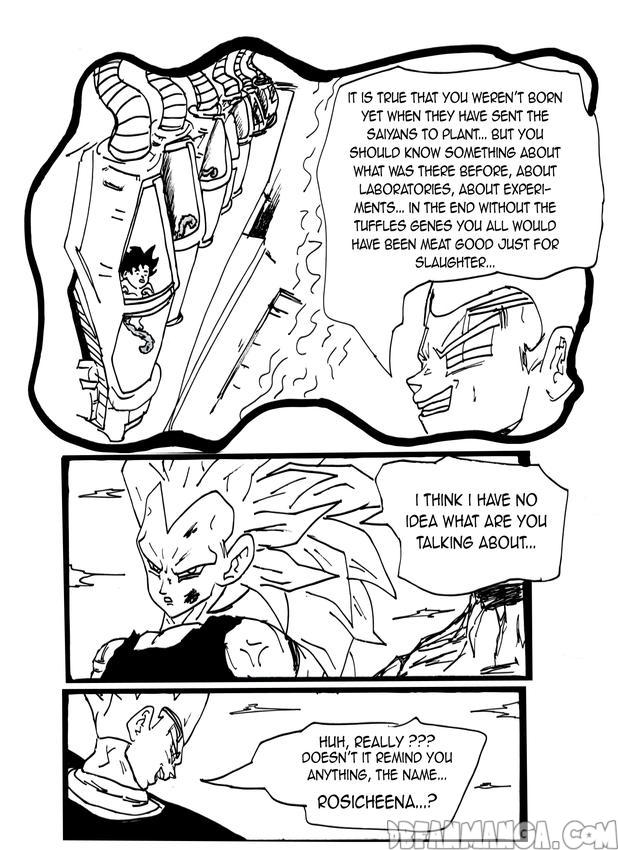 IT IS TRUE THAT YOU WEREN'T BORN
YET WHEN THEY HAVE SENT THE
SAIYANS TO PLANT... BUT YOU
SHOULD KNOW SOMETHING ABOUT
WHAT WAS THERE BEFORE, ABOUT
LABORATORIES, ABOUT EXPERI-
MENTS... IN THE END WITHOUT THE
TUFFLES GENES YOU ALL WOULD
HAVE BEEN MEAT GOOD JUST FOR
SLAUGHTER...
I THINK I HAVE NO
IDEA WHAT ARE YOU
TALKING ABOUT...
HUH, REALLY ???
DOESN'T IT REMIND YOU
ANYTHING, THE NAME...
ROSICHEENA...?
DBFANMANGA.COM